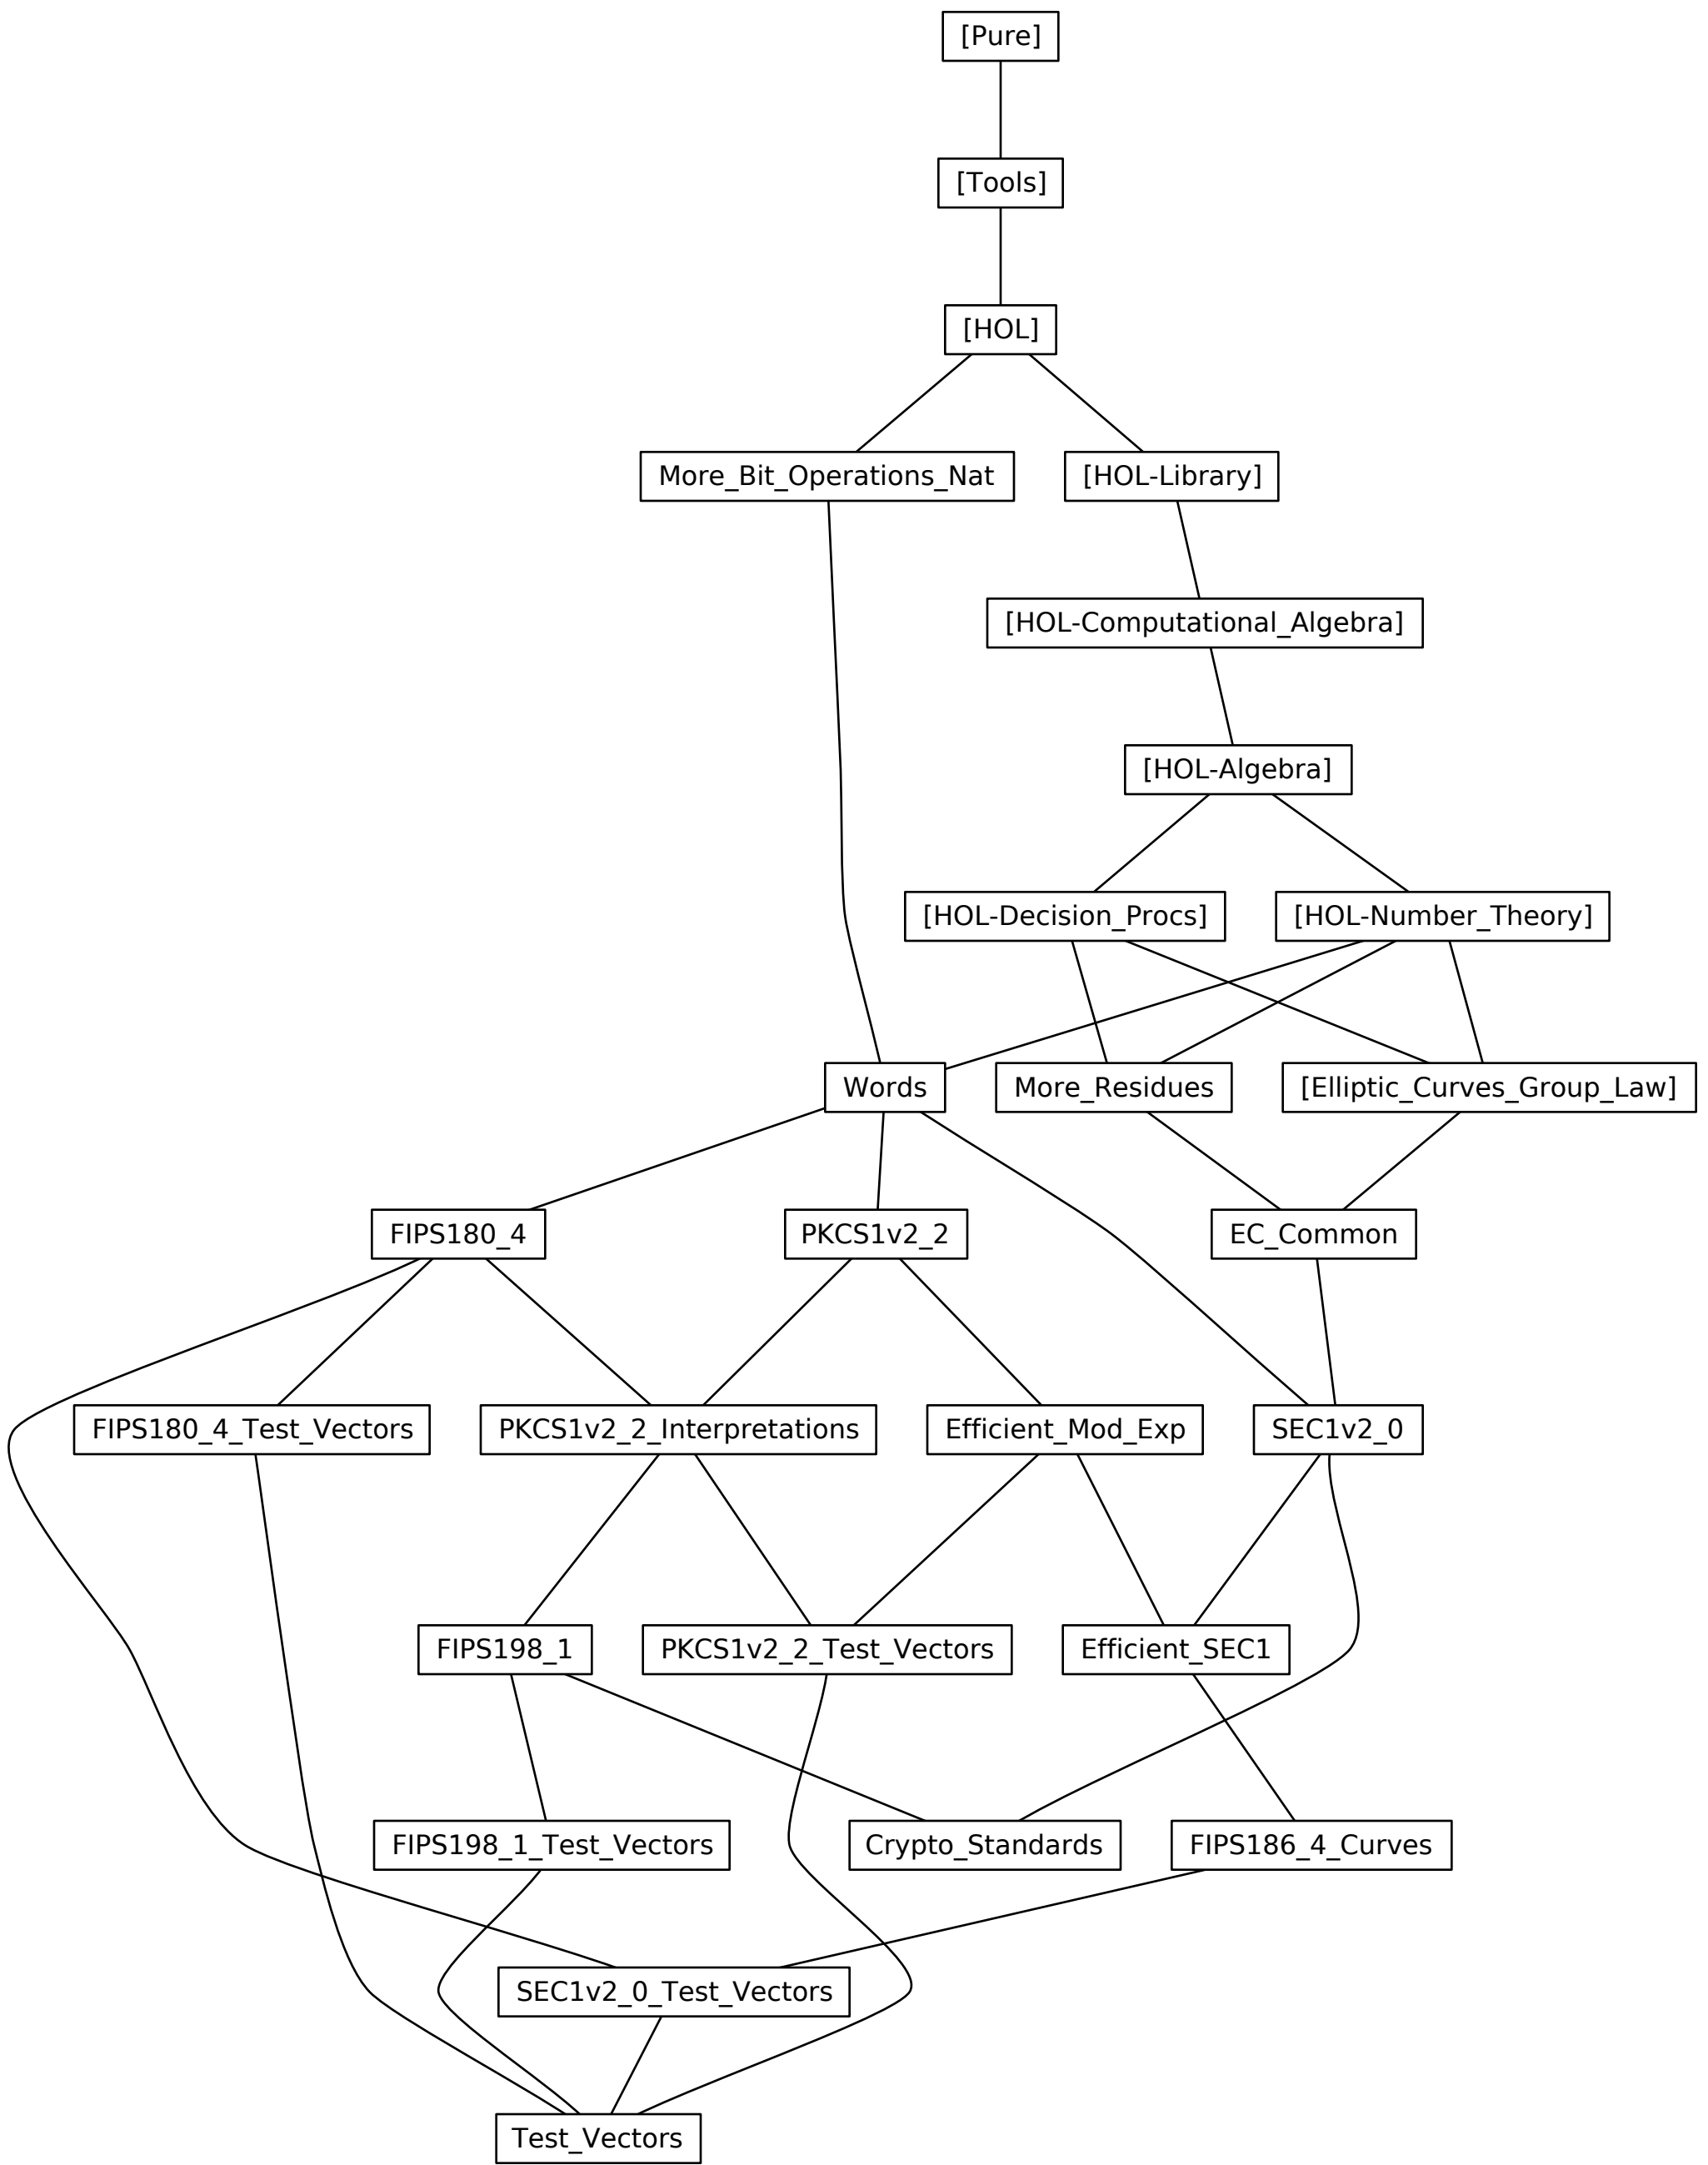 [Pure]
[Tools]
[HOL]
More_Bit_Operations_Nat
[HOL-Library]
[HOL-Computational_Algebra]
[HOL-Algebra]
[HOL-Decision_Procs]
[HOL-Number_Theory]
Words
More_Residues
[Elliptic_Curves_Group_Law]
FIPS180_4
PKCS1v2_2
EC_Common
FIPS180_4_Test_Vectors
PKCS1v2_2_Interpretations
Efficient_Mod_Exp
SEC1v2_0
FIPS198_1
PKCS1v2_2_Test_Vectors
Efficient_SEC1
FIPS198_1_Test_Vectors
Crypto_Standards
FIPS186_4_Curves
SEC1v2_0_Test_Vectors
Test_Vectors